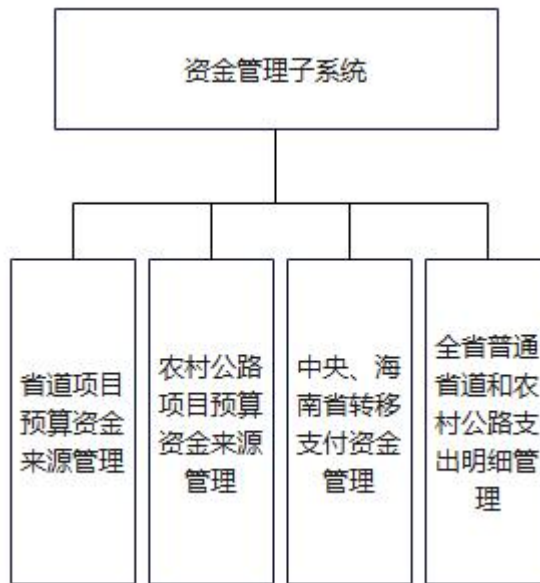 资金管理子系统
省道项目
预算资金
来源管理
农村公路
项目预算
资金来源
管理
中央、海
南省转移
支付资金
管理
全省普通
省道和农
村公路支
出明细管
理